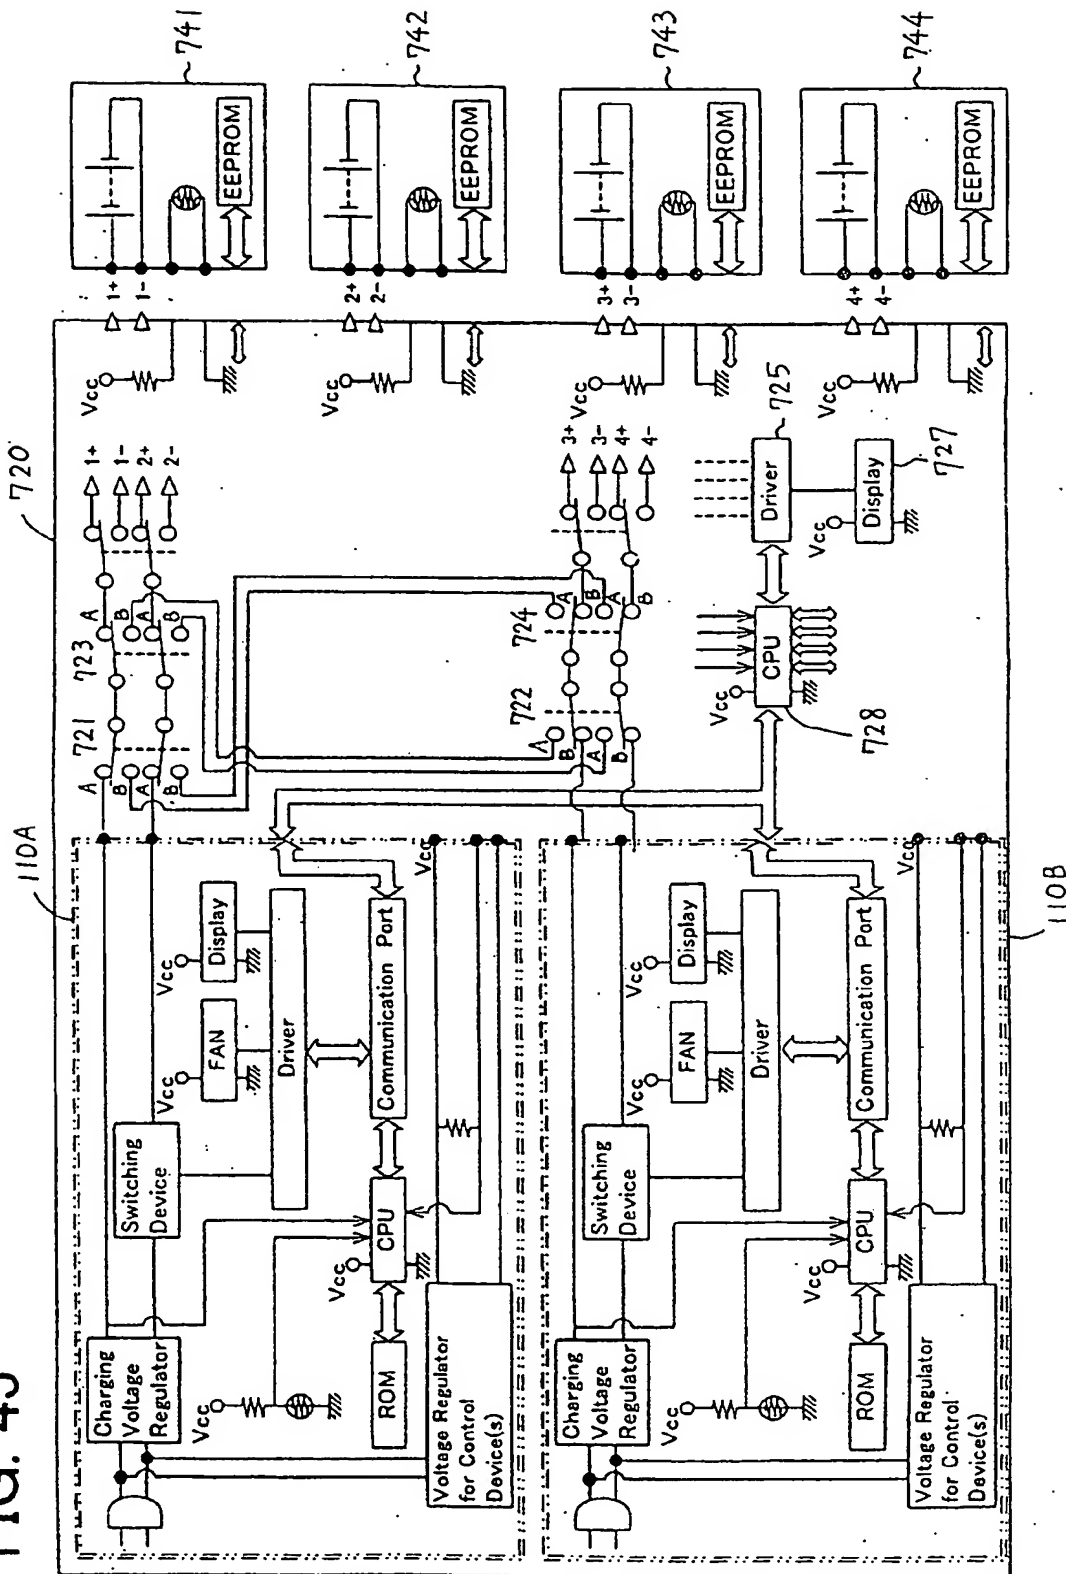 FIG. 45
720
110A
110B
741
742
743
744
Charging
Voltage
Regulator
Switching
Device
Vcc
FAN
Vcc
Display
Driver
Vcc
Vcc
CPU
ROM
Communication Port
Voltage Regulator
for Control
Device(s)
Vcc
Charging
Voltage
Regulator
Switching
Device
Vcc
FAN
Vcc
Display
Driver
Vcc
Vcc
CPU
ROM
Communication Port
Voltage Regulator
for Control
Device(s)
Vcc
721
A
B
A
B
723
A
B
A
B
1+
1-
2+
2-
722
A
B
A
B
724
A
B
A
B
3+
3-
4+
4-
Vcc
CPU
728
Driver
725
Vcc
Display
727
Vcc
1+
1-
EEPROM
Vcc
2+
2-
EEPROM
Vcc
3+
3-
EEPROM
Vcc
4+
4-
EEPROM